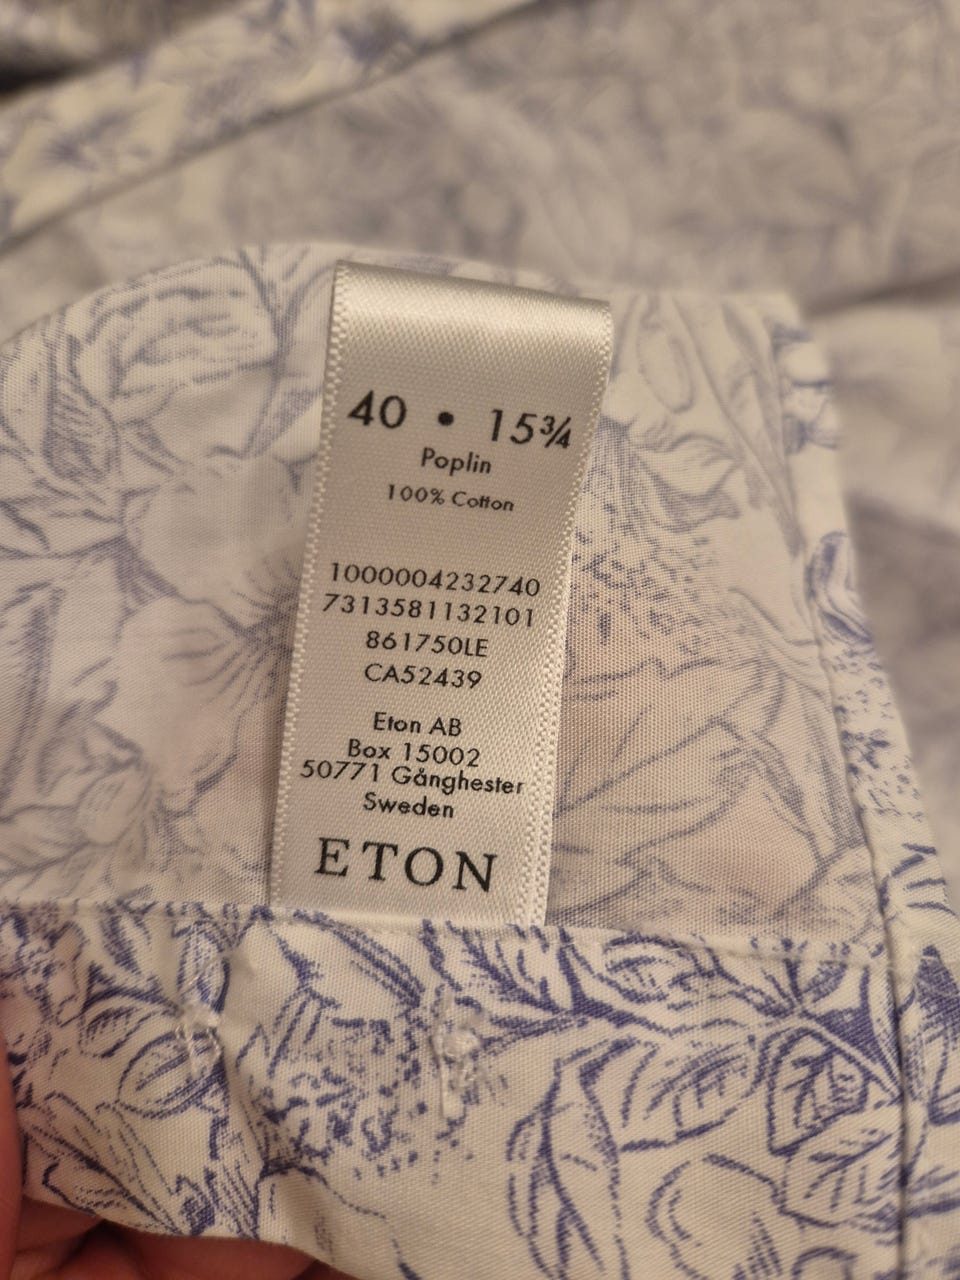 40 • 15¾
Poplin
100% Cotton
1000004232740
7313581132101
861750LE
CA52439
Eton AB
Box 15002
50771 Gånghester
Sweden
ETON